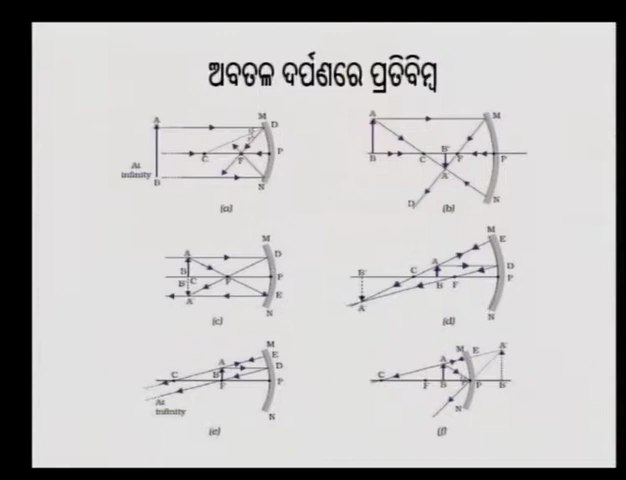 ଅବତଳ ଦର୍ପଣରେ ପ୍ରତିବିମ୍ବ
A M D
C F P
At infinity
B N
(a)
A M
B C B' F P
A'
D N
(b)
M
A D
B C F P
B'
A' E
N
(c)
M E
A D
B' C B F P
A'
N
(d)
M E
A D
C B F P
At infinity
N
(e)
M E A'
A
C F B P B'
N
(f)